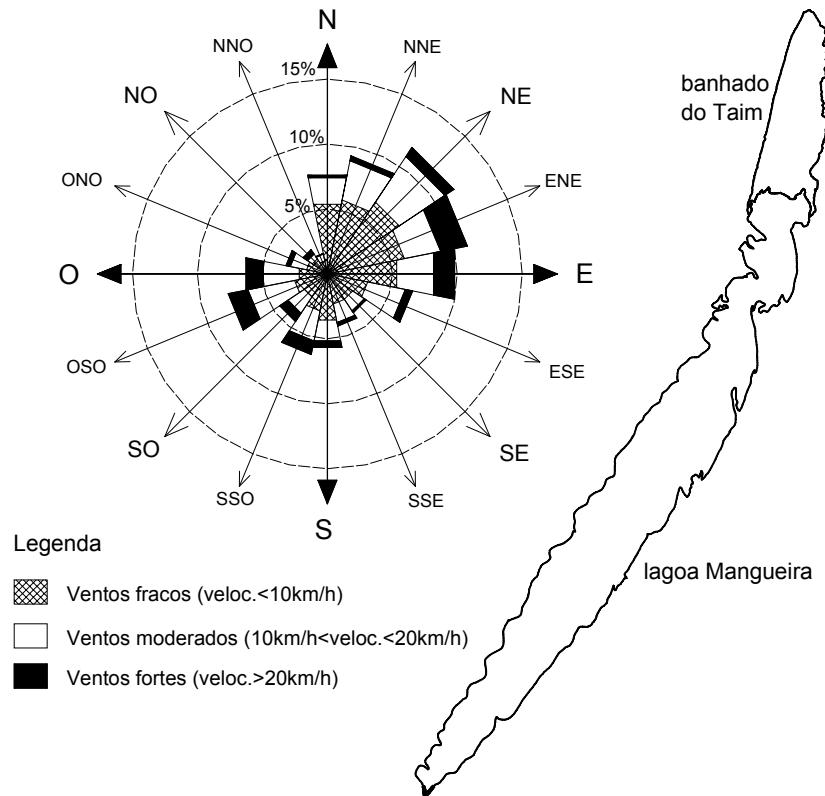 N
NNO
NNE
15%
NO
NE
banhado
do Taim
10%
ONO
ENE
5%
O
E
OSO
ESE
SO
SE
SSO
SSE
S
Legenda
lagoa Mangueira
Ventos fracos (veloc.<10km/h)
Ventos moderados (10km/h<veloc.<20km/h)
Ventos fortes (veloc.>20km/h)